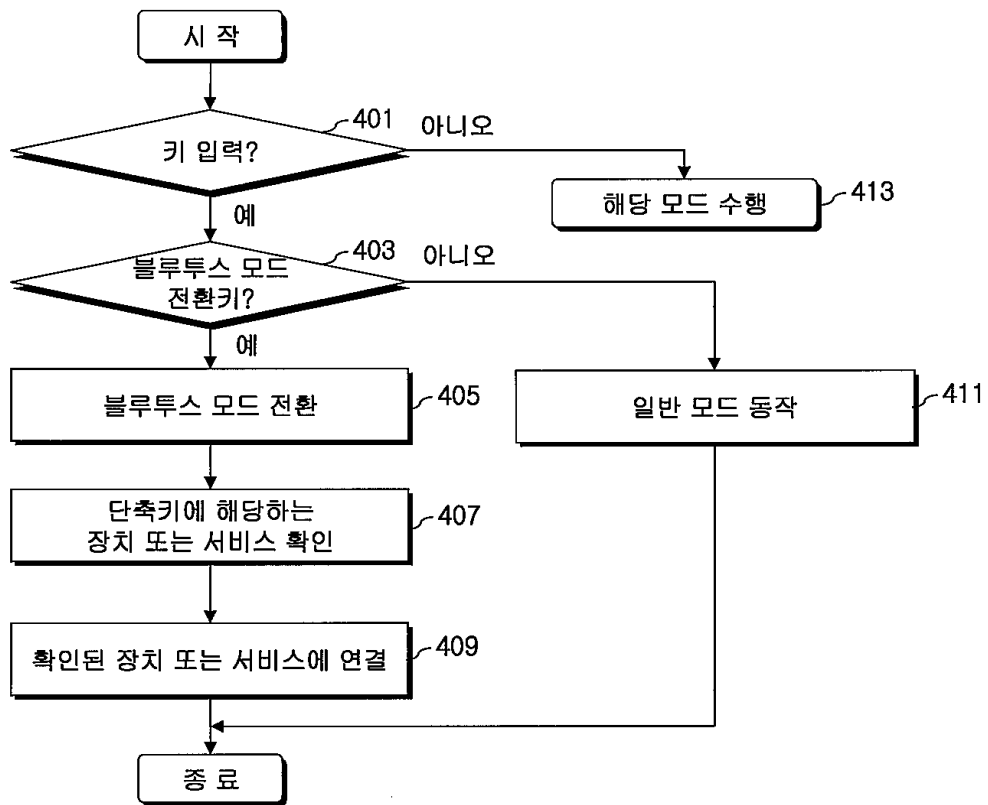 시 작
키 입력?
401
아니오
해당 모드 수행
413
예
블루투스 모드
전환키?
403
아니오
예
블루투스 모드 전환
405
일반 모드 동작
411
단축키에 해당하는
장치 또는 서비스 확인
407
확인된 장치 또는 서비스에 연결
409
종 료